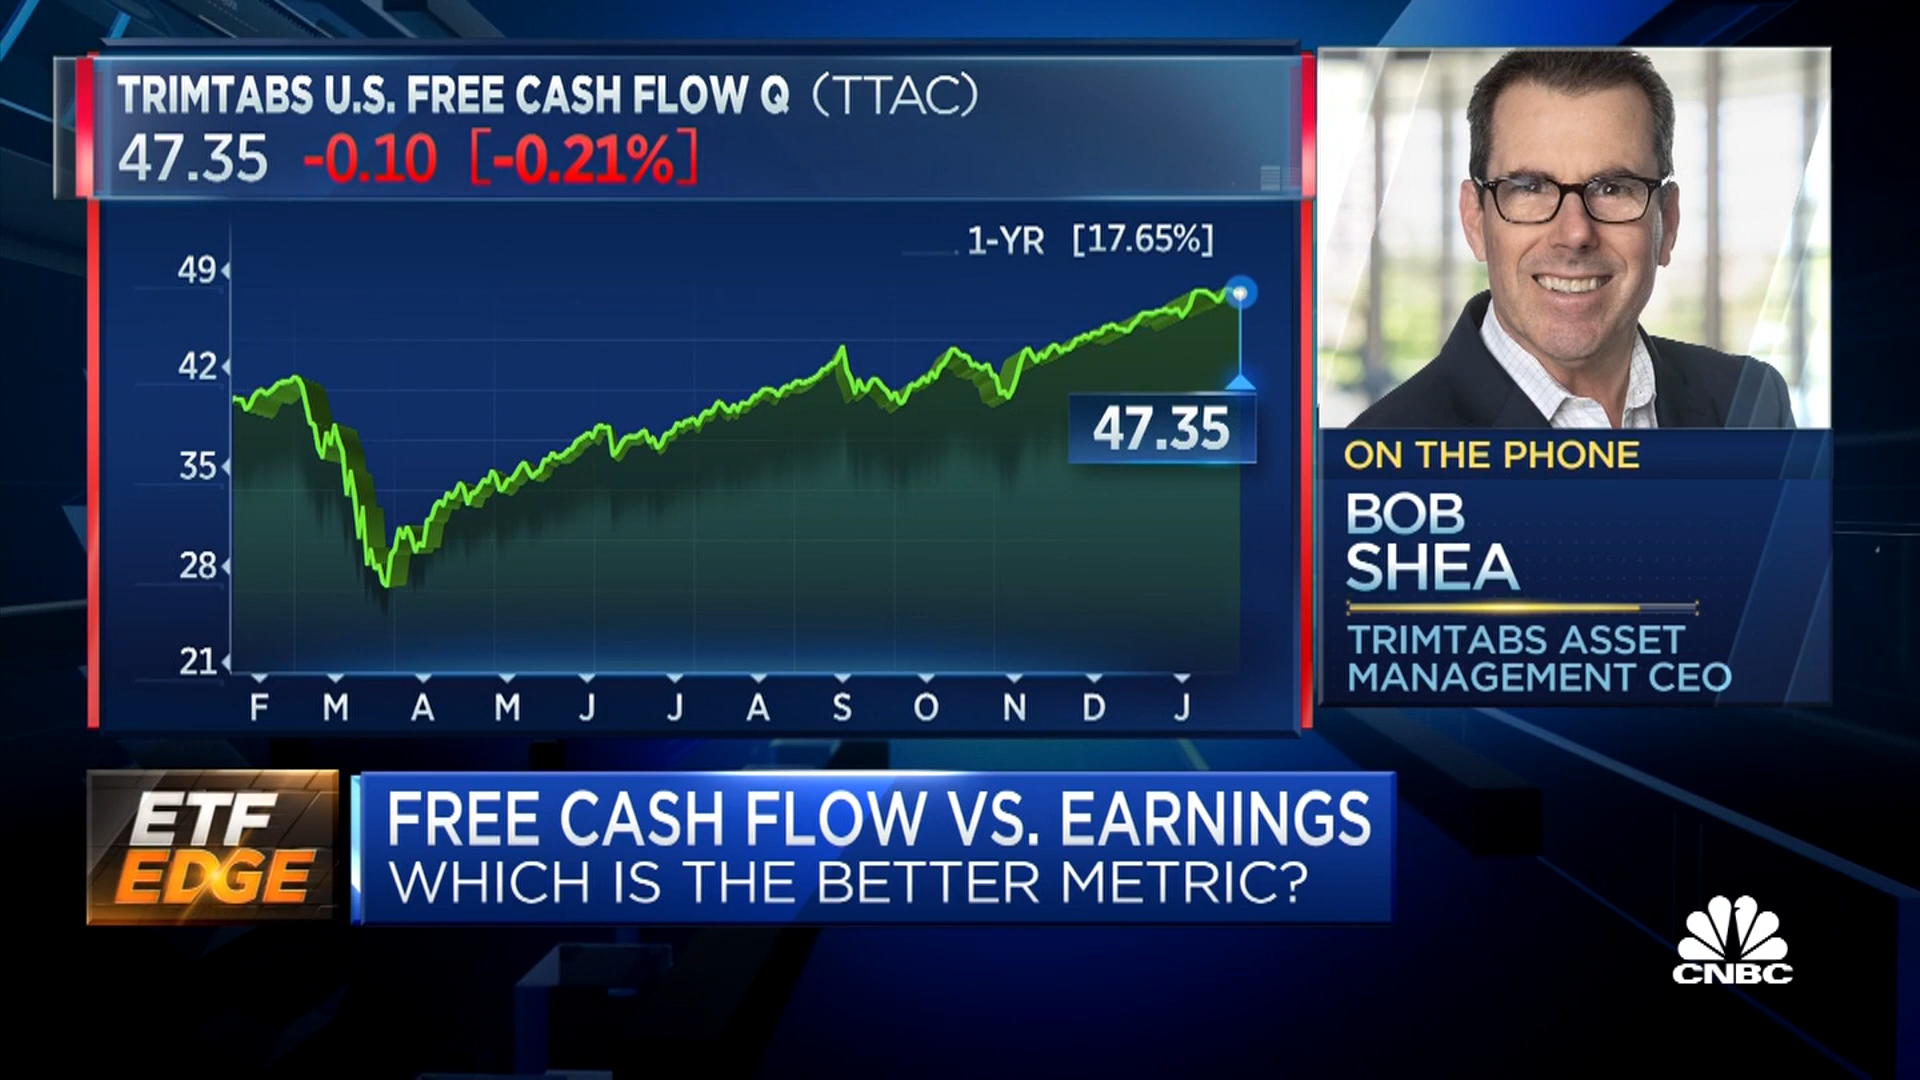 TRIMTABS U.S. FREE CASH FLOW Q (TTAC)
47.35 -0.10 [-0.21%]
1-YR [17.65%]
49
42
35
28
21
47.35
F M A M J J A S O N D J
ON THE PHONE
BOB
SHEA
TRIMTABS ASSET
MANAGEMENT CEO
ETF
EDGE
FREE CASH FLOW VS. EARNINGS
WHICH IS THE BETTER METRIC?
CNBC